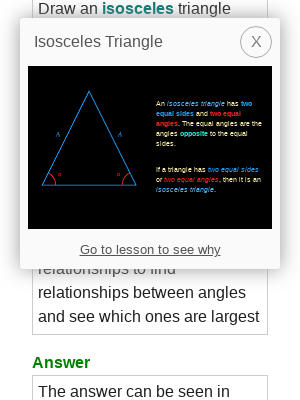 Draw an isosceles triangle
Isosceles Triangle
X
An isosceles triangle has two
equal sides and two equal
angles. The equal angles are the
angles opposite to the equal
sides.
A
A
α
α
If a triangle has two equal sides
or two equal angles, then it is an
isosceles triangle.
Go to lesson to see why
relationships to find
relationships between angles
and see which ones are largest
Answer
The answer can be seen in